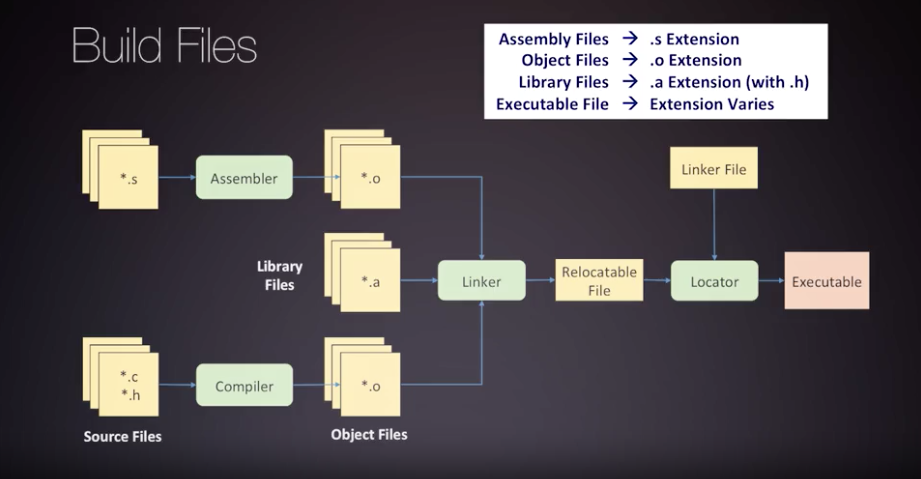 Build Files
Assembly Files → .s Extension
Object Files → .o Extension
Library Files → .a Extension (with .h)
Executable File → Extension Varies
*.s
Assembler
*.o
Linker File
Library
Files
*.a
Linker
Relocatable
File
Locator
Executable
*.c
*.h
Compiler
*.o
Source Files
Object Files